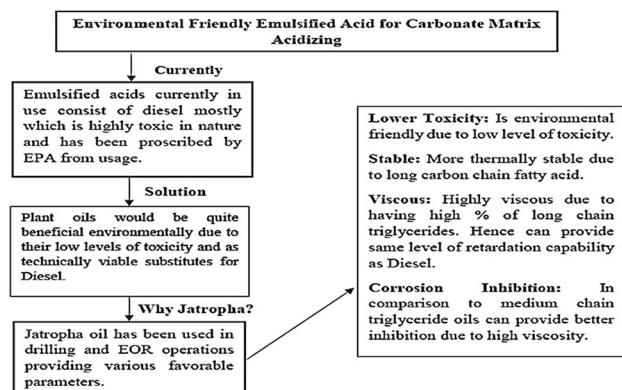 Environmental Friendly Emulsified Acid for Carbonate Matrix
Acidizing
Currently
Emulsified acids currently in
use consist of diesel mostly
which is highly toxic in nature
and has been proscribed by
EPA from usage.
Solution
Plant oils would be quite
beneficial environmentally due to
their low levels of toxicity and as
technically viable substitutes for
Diesel.
Why Jatropha?
Jatropha oil has been used in
drilling and EOR operations
providing various favorable
parameters.
Lower Toxicity: Is environmental
friendly due to low level of toxicity.
Stable: More thermally stable due
to long carbon chain fatty acid.
Viscous: Highly viscous due to
having high % of long chain
triglycerides. Hence can provide
same level of retardation capability
as Diesel.
Corrosion Inhibition: In
comparison to medium chain
triglyceride oils can provide better
inhibition due to high viscosity.